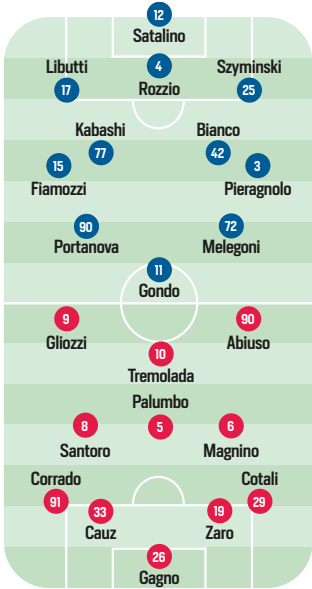 12
Satalino
Libutti
4
Szyminski
17
Rozzio
25
Kabashi
Bianco
77
42
15
3
Fiamozzi
Pieragnolo
90
72
Portanova
Melegoni
11
Gondo
9
90
Gliozzi
Abiuso
10
Tremolada
Palumbo
8
5
6
Santoro
Magnino
Corrado
Cotali
91
33
19
29
Cauz
Zaro
26
Gagno